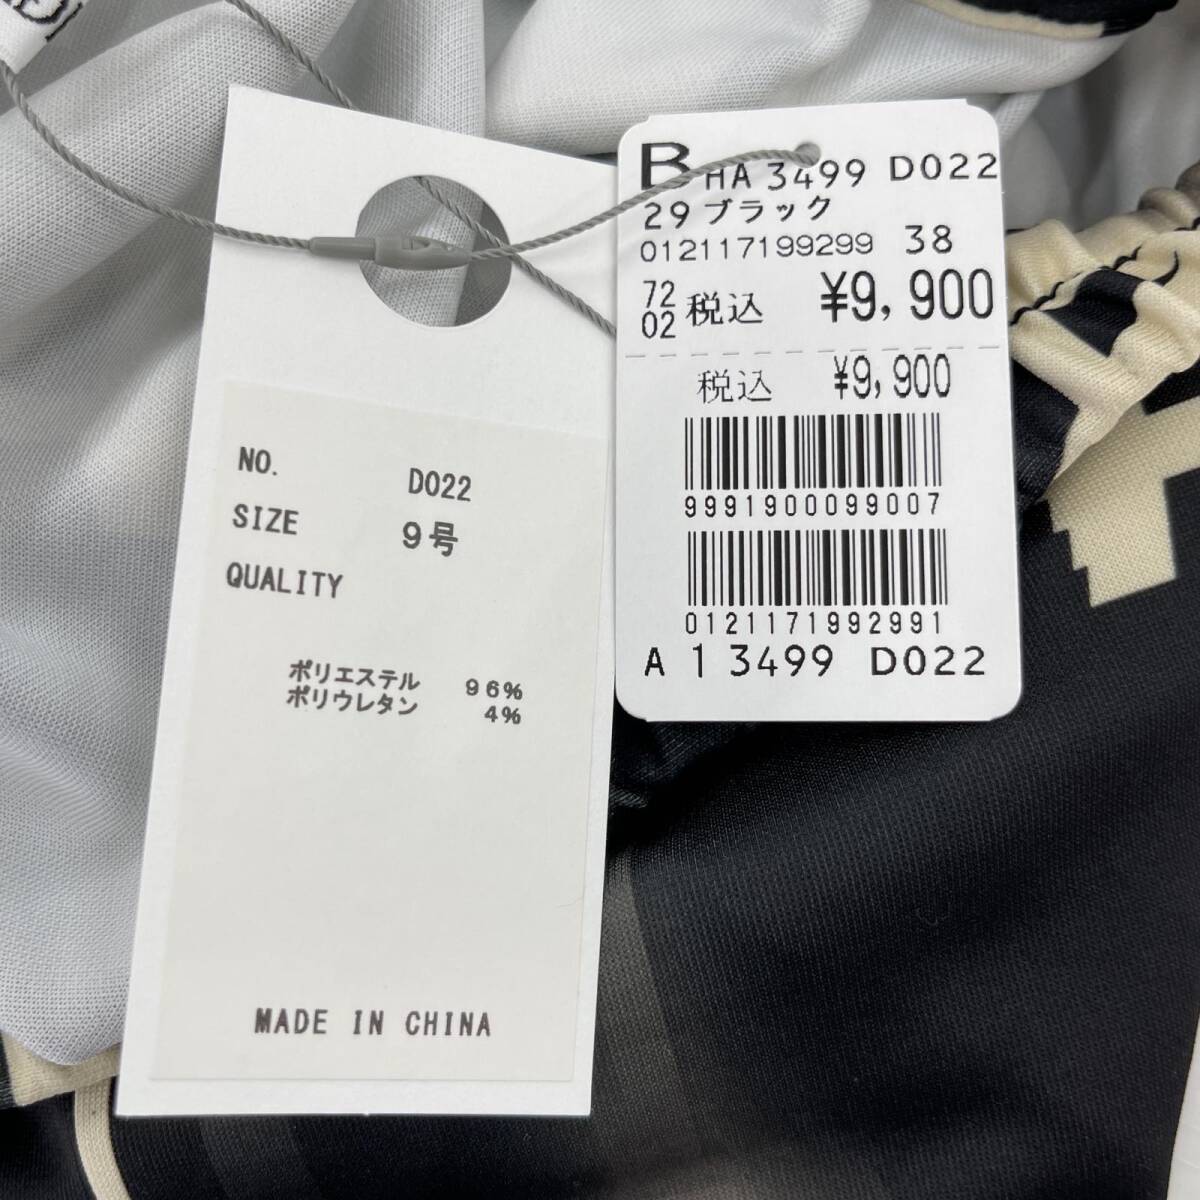 NO. D022
SIZE 9号
QUALITY
ポリエステル 96%
ポリウレタン 4%
MADE IN CHINA
B HA 3499 D022
29 ブラック
012117199299 38
72
02 税込 ¥9,900
税込 ¥9,900
9991900099007
0121171992991
A 1 3499 D022